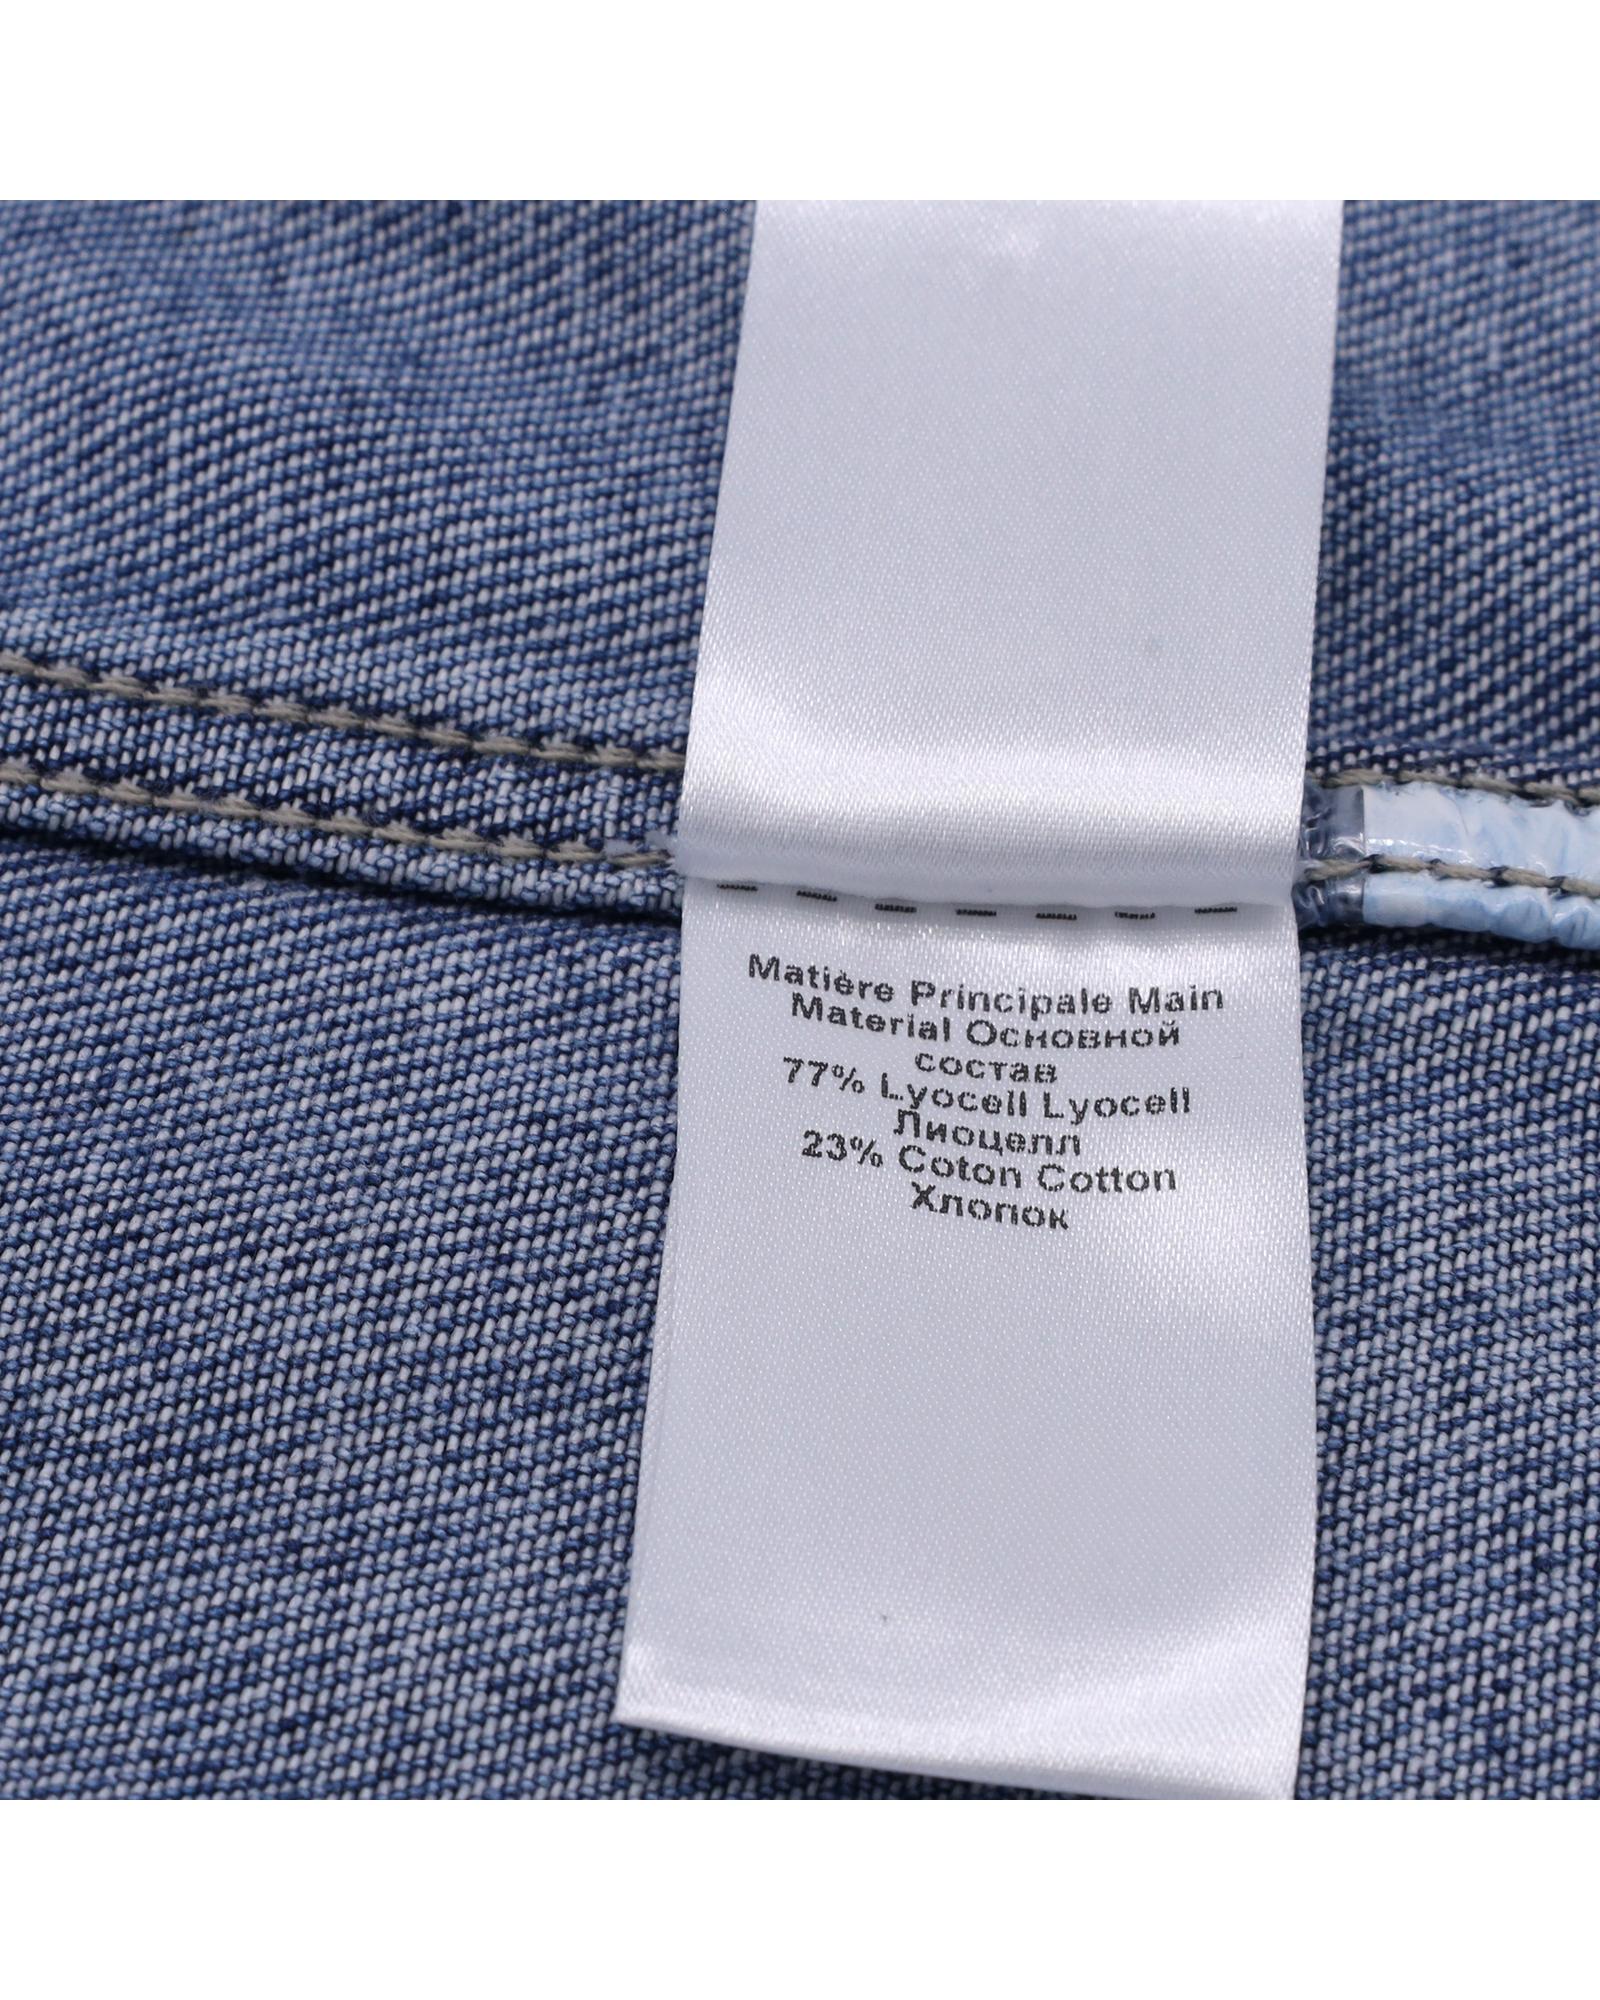 Matière Principale Main
Material Основной
состав
77% Lyocell Lyocell
Лиоцелл
23% Coton Cotton
Хлопок